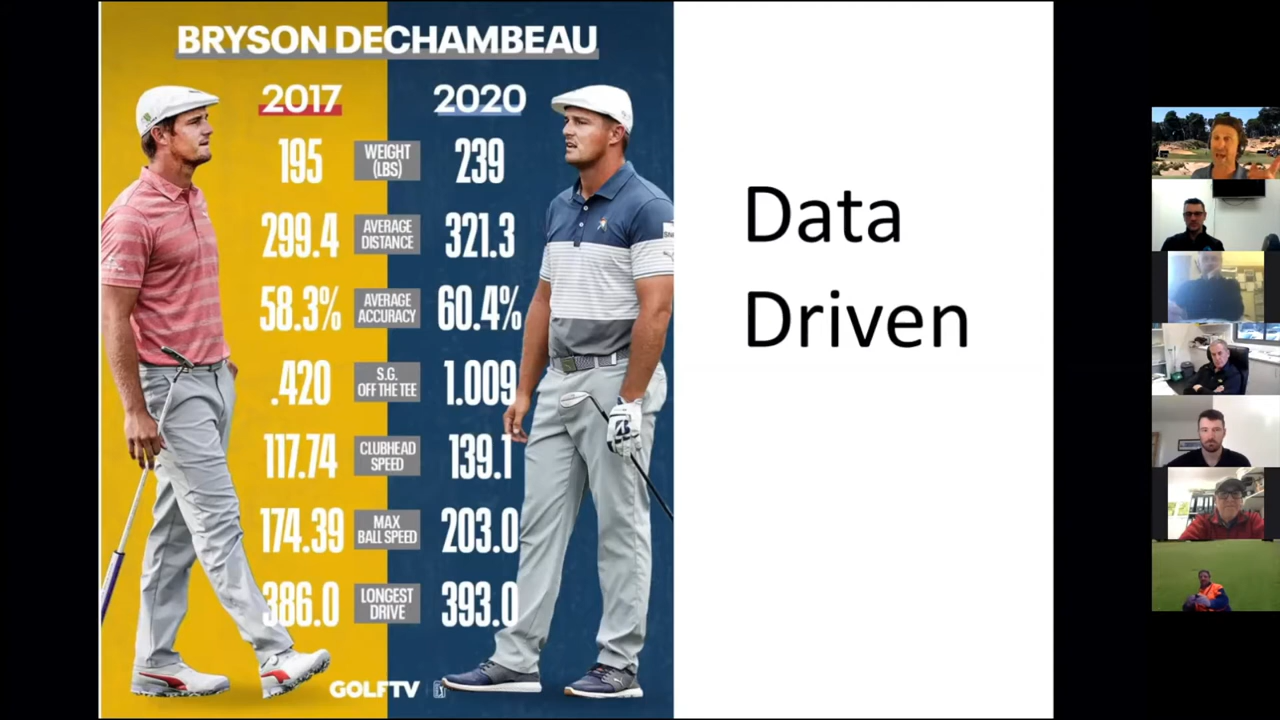 BRYSON DECHAMBEAU
2017 2020
195 WEIGHT (LBS) 239
299.4 AVERAGE DISTANCE 321.3
58.3% AVERAGE ACCURACY 60.4%
.420 S.G. OFF THE TEE 1.009
117.74 CLUBHEAD SPEED 139.1
174.39 MAX BALL SPEED 203.0
386.0 LONGEST DRIVE 393.0
GOLFTV
Data
Driven